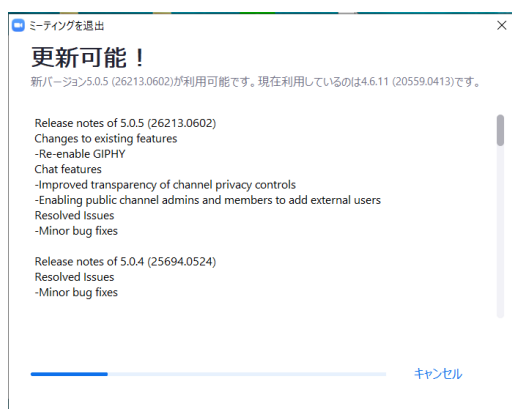 ミーティングを退出
更新可能！
新バージョン5.0.5 (26213.0602)が利用可能です。現在利用しているのは4.6.11 (20559.0413)です。
Release notes of 5.0.5 (26213.0602)
Changes to existing features
-Re-enable GIPHY
Chat features
-Improved transparency of channel privacy controls
-Enabling public channel admins and members to add external users
Resolved Issues
-Minor bug fixes
Release notes of 5.0.4 (25694.0524)
Resolved Issues
-Minor bug fixes
キャンセル